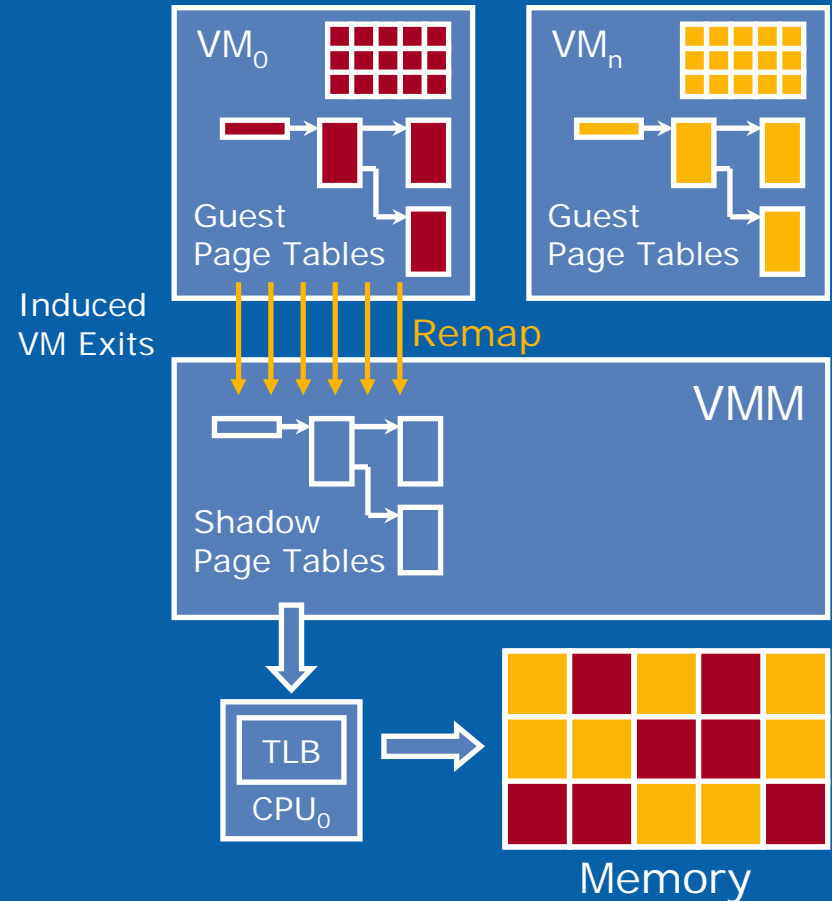 VM₀
VMₙ
Guest
Page Tables
Guest
Page Tables
Induced
VM Exits
Remap
VMM
Shadow
Page Tables
TLB
CPU₀
Memory